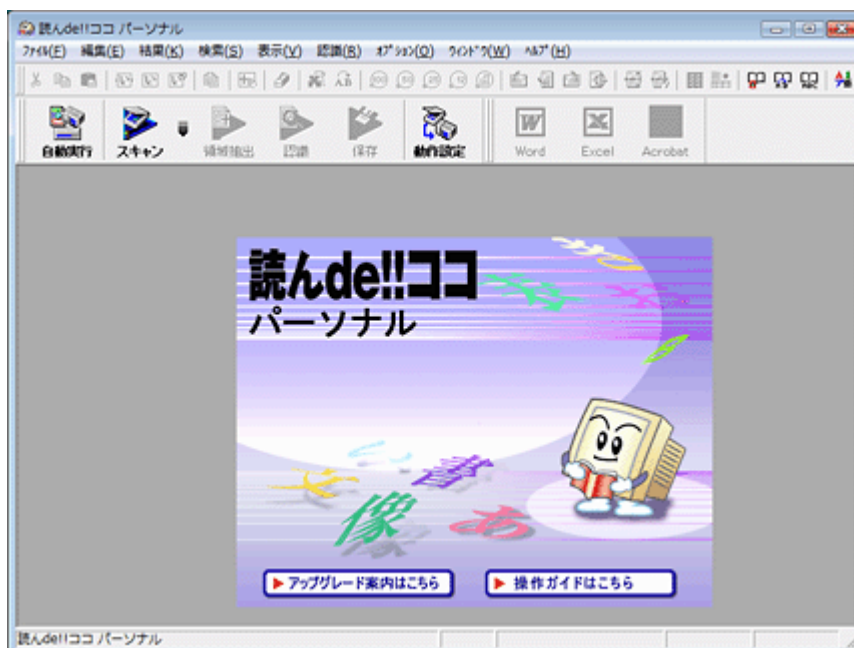 読んde!!ココ パーソナル
ファイル(F) 編集(E) 結果(K) 検索(S) 表示(V) 認識(R) オプション(O) ウィンドウ(W) ヘルプ(H)
自動実行 スキャン 領域抽出 認識 保存 動作設定 Word Excel Acrobat
読んde!!ココ
パーソナル
像
書
あ
アップグレード案内はこちら 操作ガイドはこちら
読んde!!ココ パーソナル